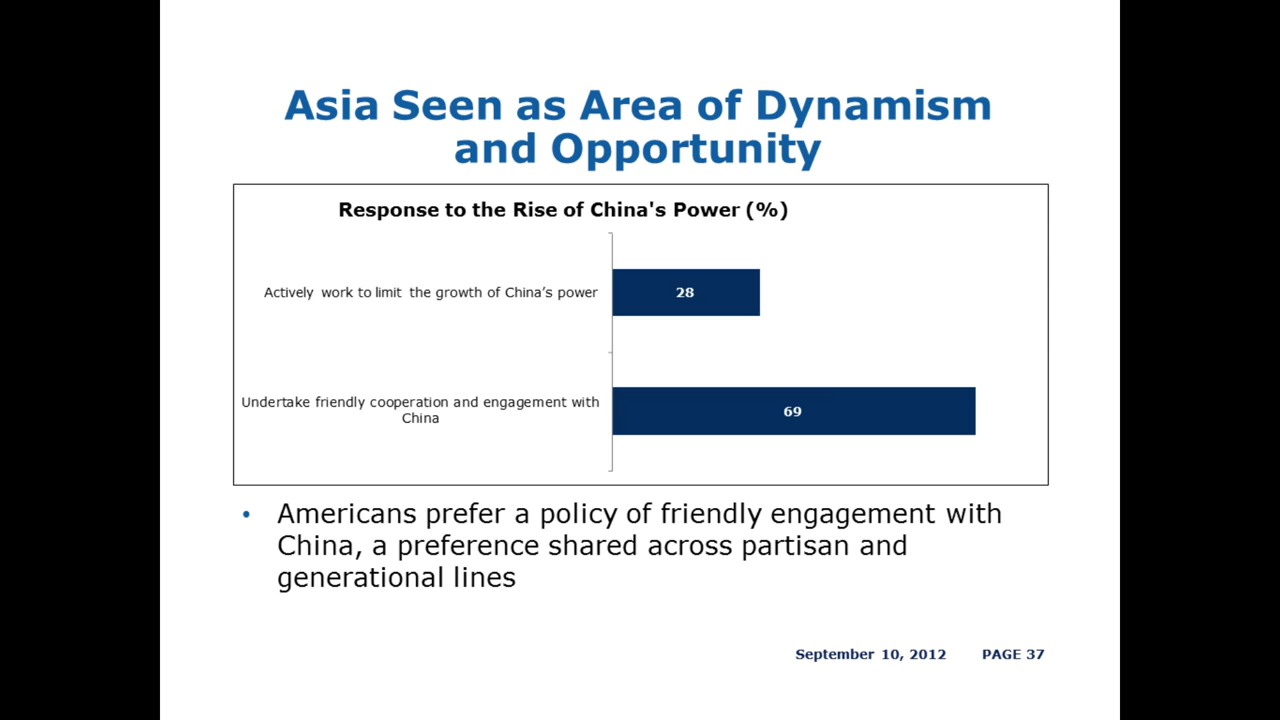 Asia Seen as Area of Dynamism
and Opportunity
Response to the Rise of China's Power (%)
Actively work to limit the growth of China’s power
28
Undertake friendly cooperation and engagement with
China
69
• Americans prefer a policy of friendly engagement with
China, a preference shared across partisan and
generational lines
September 10, 2012 PAGE 37